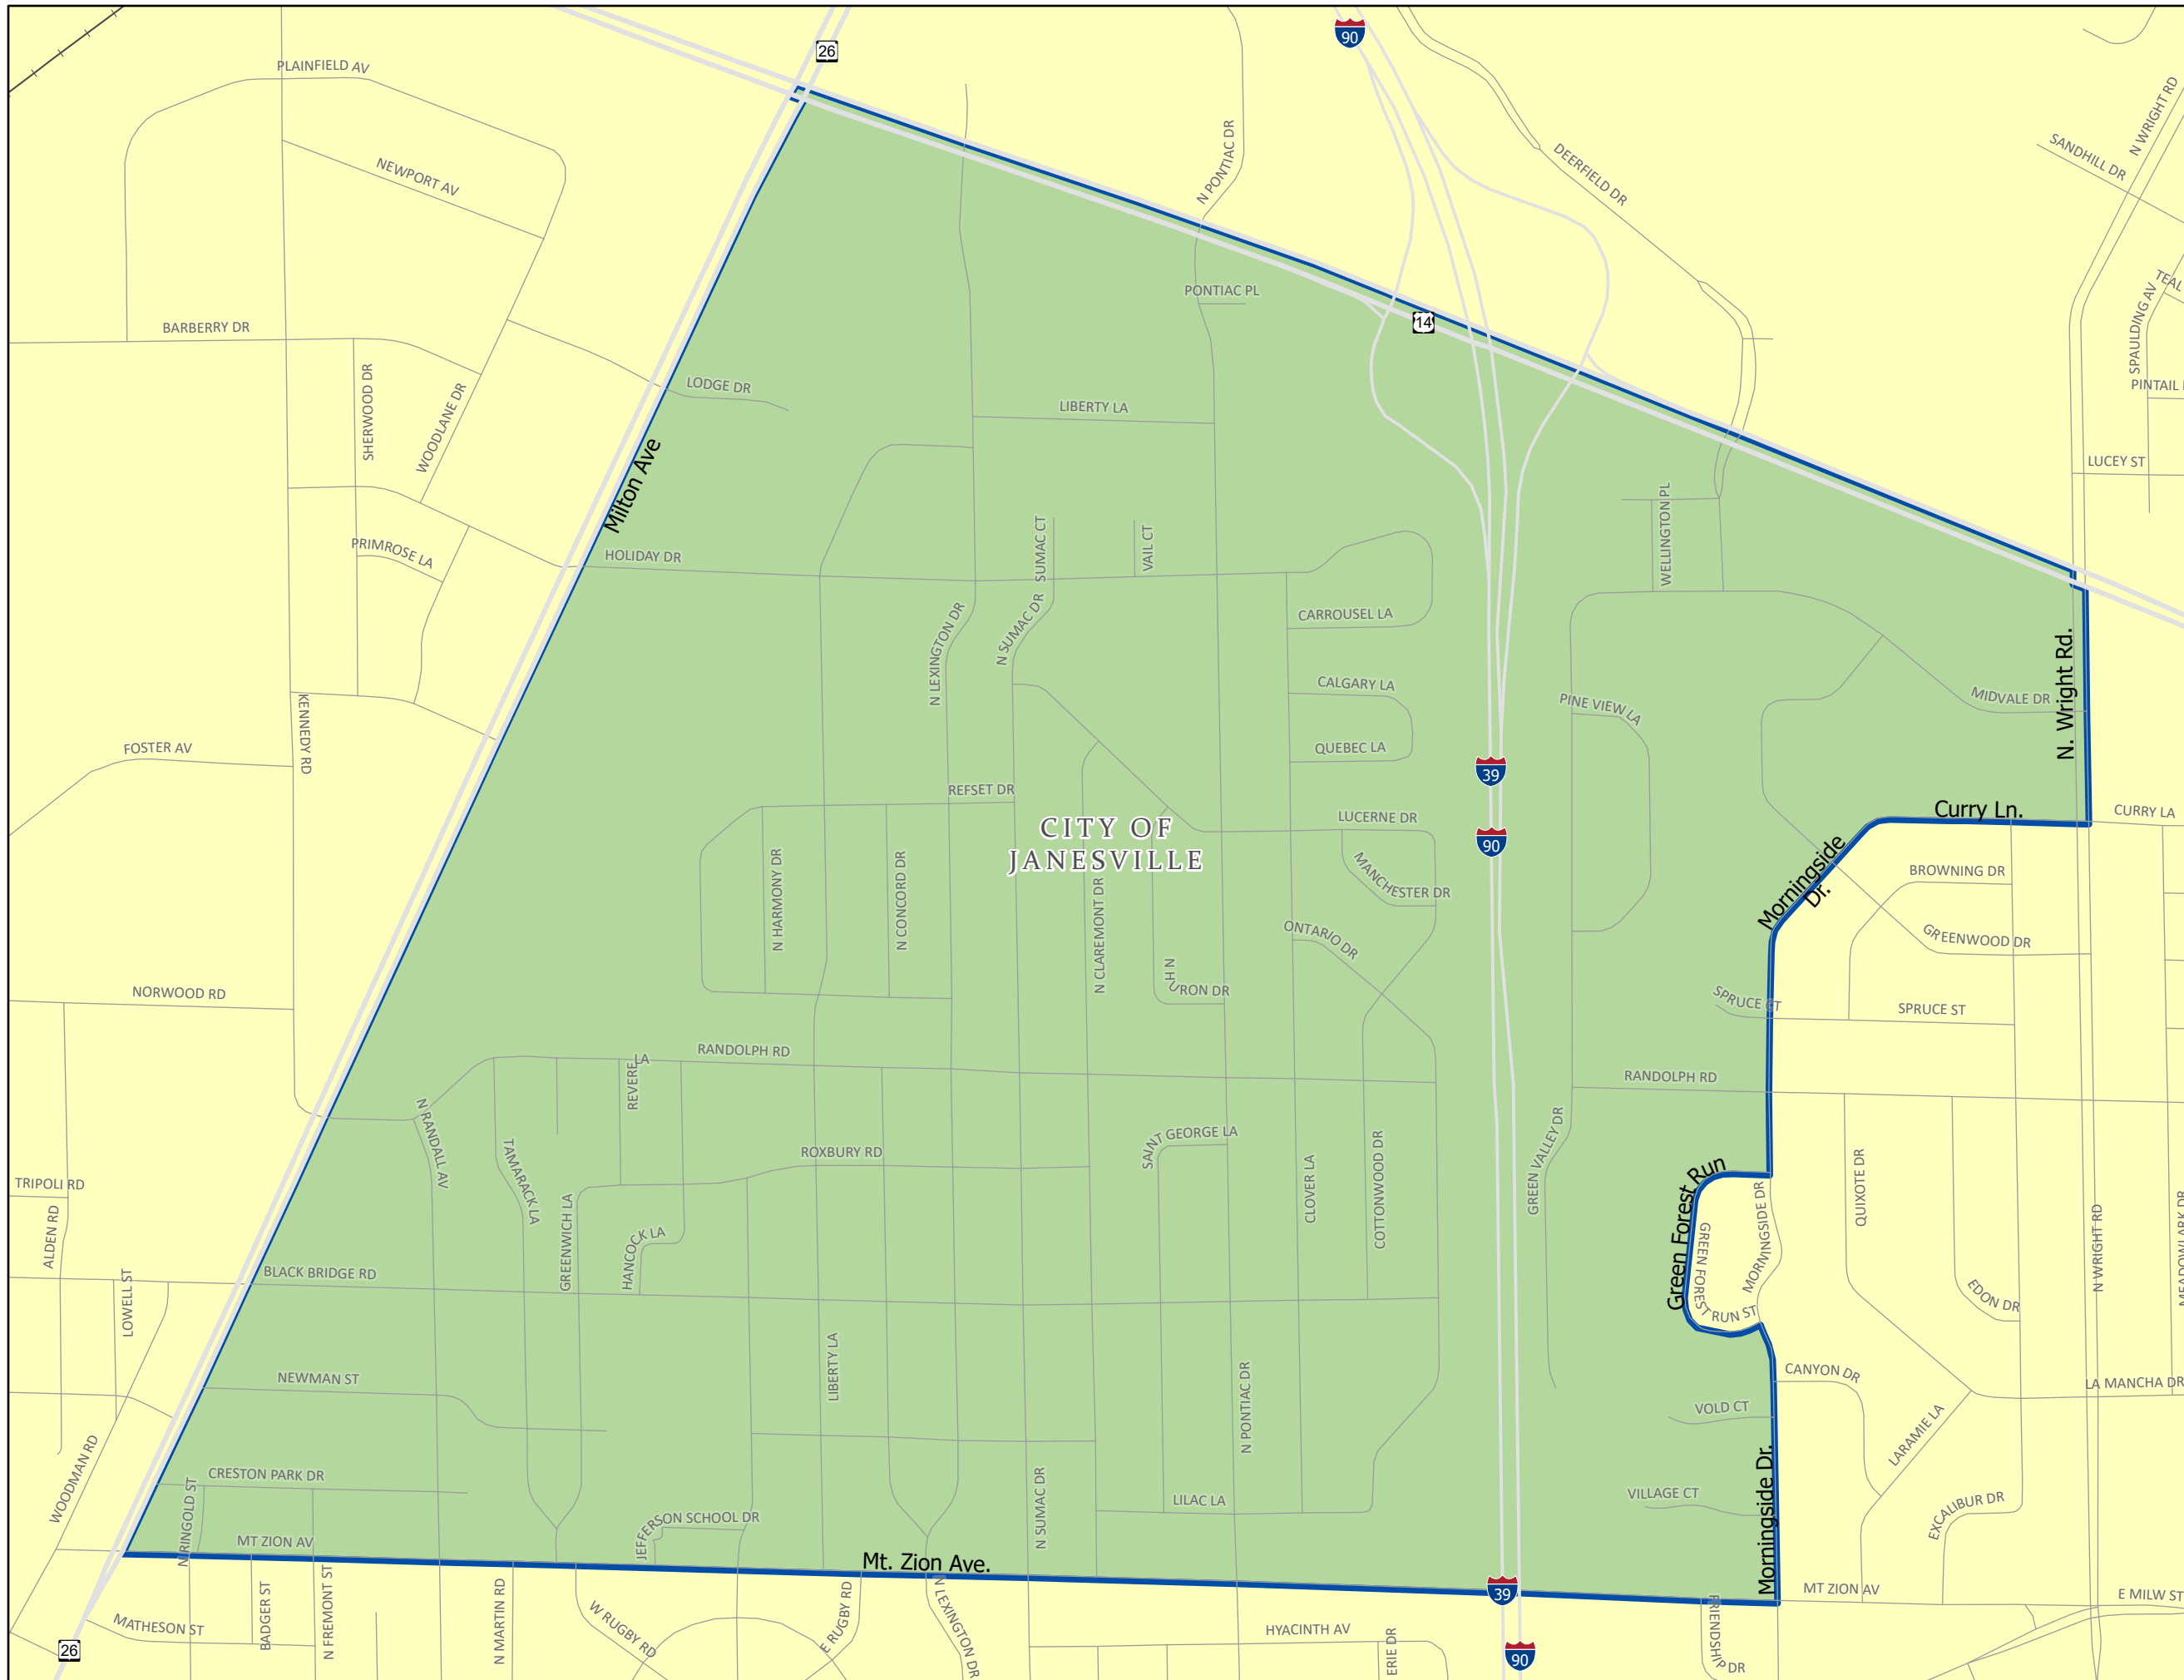 26
90
PLAINFIELD AV
NEWPORT AV
N PONTIAC DR
DEERFIELD DR
SANDHILL DR
N WRIGHT RD
TEAL
SPAULDING AV
PINTAIL
BARBERRY DR
SHERWOOD DR
WOODLANE DR
LODGE DR
PONTIAC PL
14
LIBERTY LA
Milton Ave
LUCEY ST
PRIMROSE LA
HOLIDAY DR
SUMAC CT
VAIL CT
WELLINGTON PL
N LEXINGTON DR
N SUMAC DR
CARROUSEL LA
CALGARY LA
QUEBEC LA
PINE VIEW LA
MIDVALE DR
N. Wright Rd.
KENNEDY RD
FOSTER AV
39
90
REFSET DR
CITY OF
JANESVILLE
LUCERNE DR
MANCHESTER DR
Curry Ln.
CURRY LA
Morningside
Dr.
BROWNING DR
GREENWOOD DR
N HARMONY DR
N CONCORD DR
N CLAREMONT DR
N HURON DR
ONTARIO DR
SPRUCE CT
SPRUCE ST
NORWOOD RD
RANDOLPH RD
RANDOLPH RD
REVERE LA
N RANDALL AV
TAMARACK LA
ROXBURY RD
SAINT GEORGE LA
GREENWICH LA
HANCOCK LA
CLOVER LA
COTTONWOOD DR
GREEN VALLEY DR
Green Forest Run
GREEN FOREST RUN ST
MORNINGSIDE DR
QUIXOTE DR
EDON DR
N WRIGHT RD
MEADOWLARK DR
TRIPOLI RD
ALDEN RD
LOWELL ST
BLACK BRIDGE RD
NEWMAN ST
LIBERTY LA
N PONTIAC DR
CANYON DR
LA MANCHA DR
VOLD CT
LARAMIE LA
WOODMAN RD
CRESTON PARK DR
N RINGOLD ST
JEFFERSON SCHOOL DR
N SUMAC DR
LILAC LA
VILLAGE CT
Morningside Dr.
EXCALIBUR DR
MT ZION AV
Mt. Zion Ave.
39
MT ZION AV
E MILW ST
MATHESON ST
26
BADGER ST
N FREMONT ST
N MARTIN RD
W RUGBY RD
E RUGBY RD
N LEXINGTON DR
HYACINTH AV
ERIE DR
90
FRIENDSHIP DR